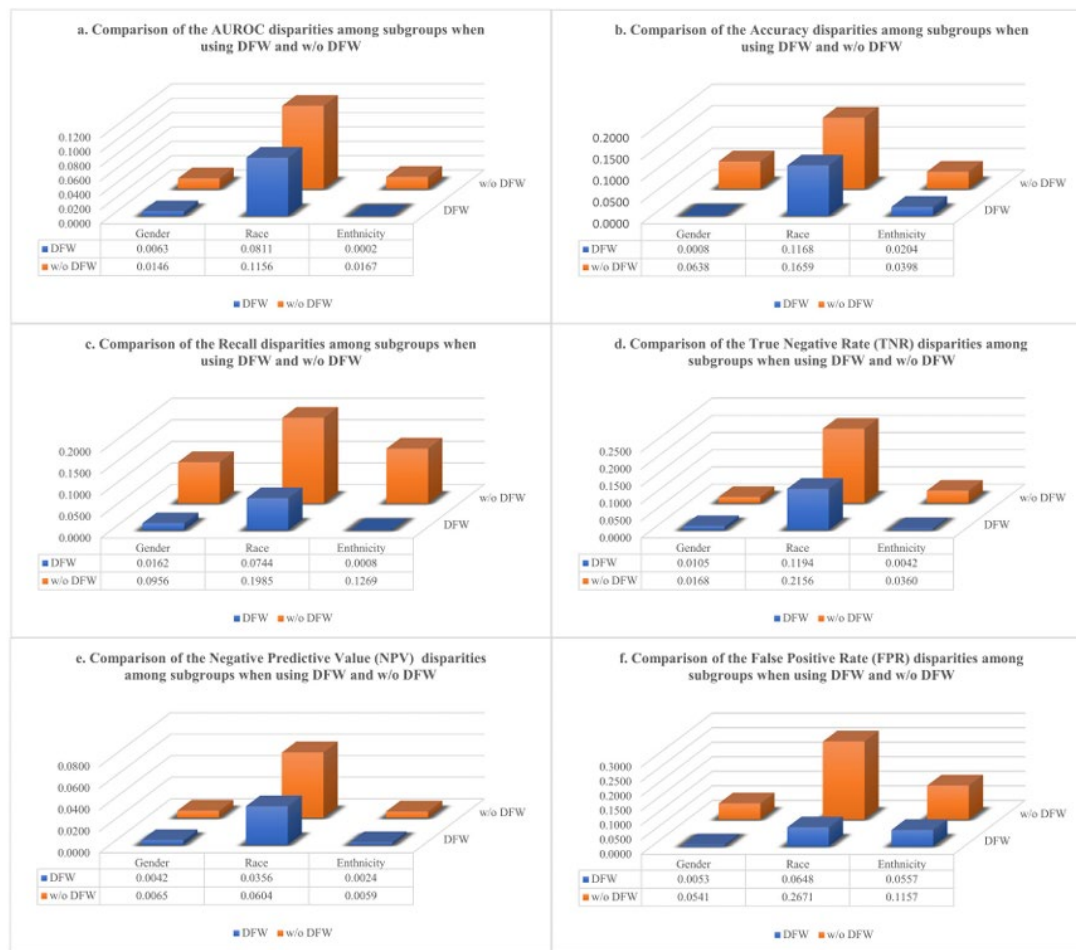 a. Comparison of the AUROC disparities among subgroups when
using DFW and w/o DFW
0.1200
0.1000
0.0800
0.0600
0.0400
0.0200
0.0000
w/o DFW
DFW
Gender Race Enthnicity
DFW 0.0063 0.0811 0.0002
w/o DFW 0.0146 0.1156 0.0167
DFW w/o DFW
b. Comparison of the Accuracy disparities among subgroups when
using DFW and w/o DFW
0.2000
0.1500
0.1000
0.0500
0.0000
w/o DFW
DFW
Gender Race Enthnicity
DFW 0.0008 0.1168 0.0204
w/o DFW 0.0638 0.1659 0.0398
DFW w/o DFW
c. Comparison of the Recall disparities among subgroups when
using DFW and w/o DFW
0.2000
0.1500
0.1000
0.0500
0.0000
w/o DFW
DFW
Gender Race Enthnicity
DFW 0.0162 0.0744 0.0008
w/o DFW 0.0956 0.1985 0.1269
DFW w/o DFW
d. Comparison of the True Negative Rate (TNR) disparities among
subgroups when using DFW and w/o DFW
0.2500
0.2000
0.1500
0.1000
0.0500
0.0000
w/o DFW
DFW
Gender Race Enthnicity
DFW 0.0105 0.1194 0.0042
w/o DFW 0.0168 0.2156 0.0360
DFW w/o DFW
e. Comparison of the Negative Predictive Value (NPV) disparities
among subgroups when using DFW and w/o DFW
0.0800
0.0600
0.0400
0.0200
0.0000
w/o DFW
DFW
Gender Race Enthnicity
DFW 0.0042 0.0356 0.0024
w/o DFW 0.0065 0.0604 0.0059
DFW w/o DFW
f. Comparison of the False Positive Rate (FPR) disparities among
subgroups when using DFW and w/o DFW
0.3000
0.2500
0.2000
0.1500
0.1000
0.0500
0.0000
w/o DFW
DFW
Gender Race Enthnicity
DFW 0.0053 0.0648 0.0557
w/o DFW 0.0541 0.2671 0.1157
DFW w/o DFW